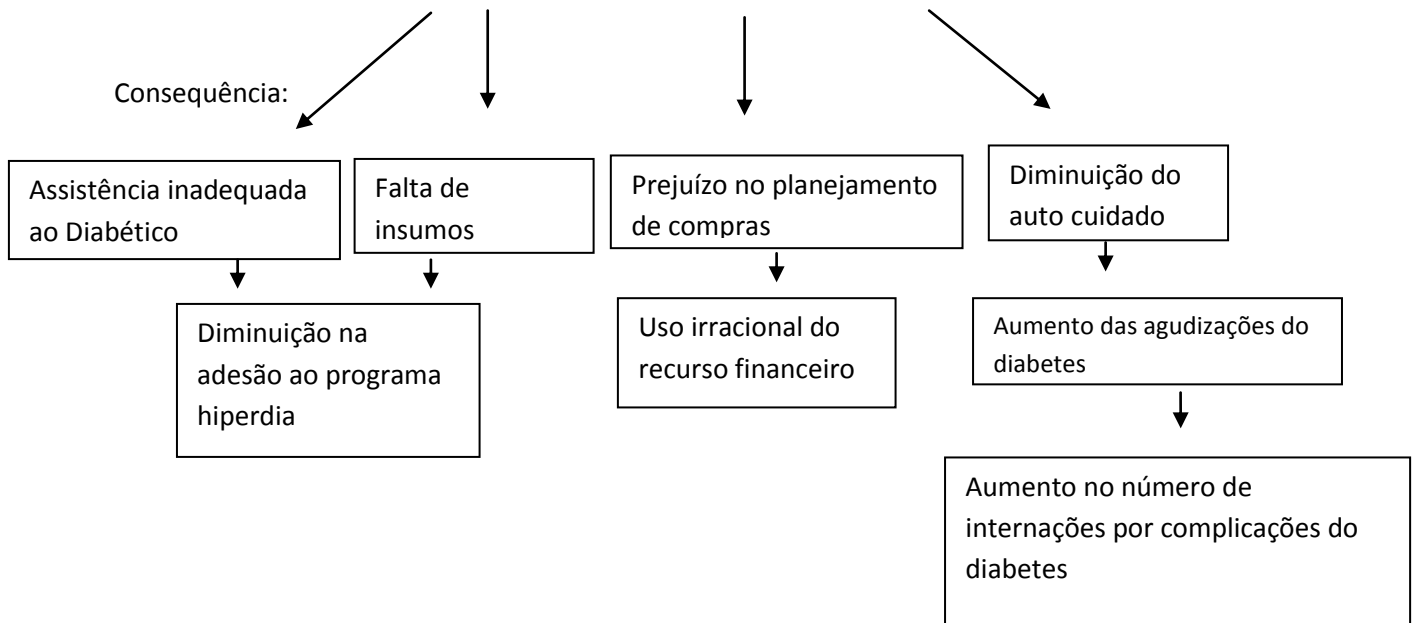 Consequência:
Assistência inadequada
ao Diabético
Falta de
insumos
Prejuízo no planejamento
de compras
Diminuição do
auto cuidado
Diminuição na
adesão ao programa
hiperdia
Uso irracional do
recurso financeiro
Aumento das agudizações do
diabetes
Aumento no número de
internações por complicações do
diabetes